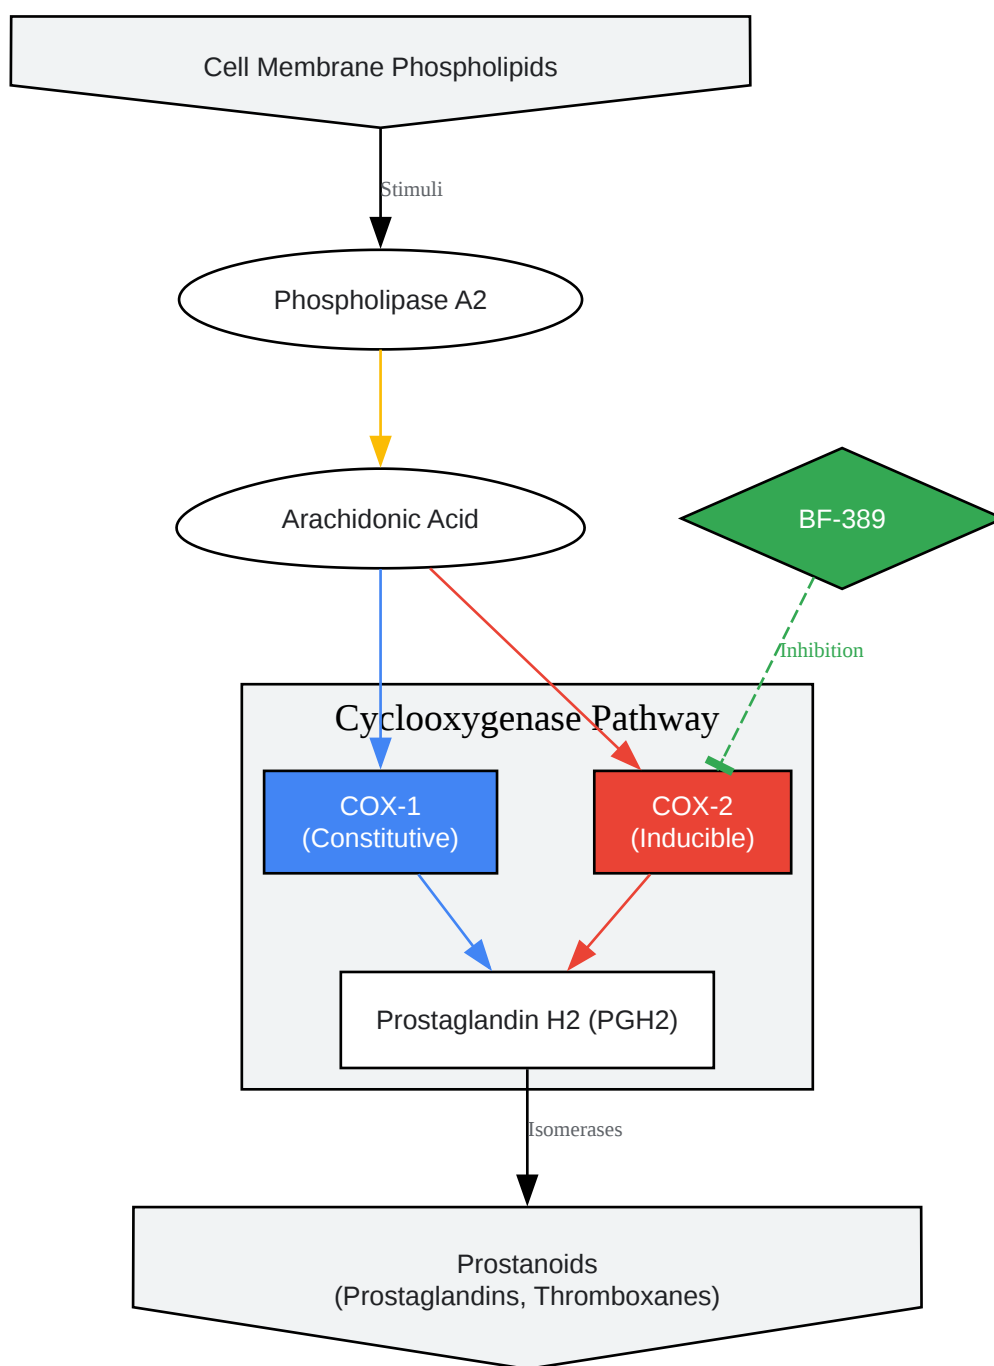 Cell Membrane Phospholipids
Stimuli
Phospholipase A2
Arachidonic Acid
BF-389
Inhibition
Cyclooxygenase Pathway
COX-1
(Constitutive)
COX-2
(Inducible)
Prostaglandin H2 (PGH2)
Isomerases
Prostanoids
(Prostaglandins, Thromboxanes)